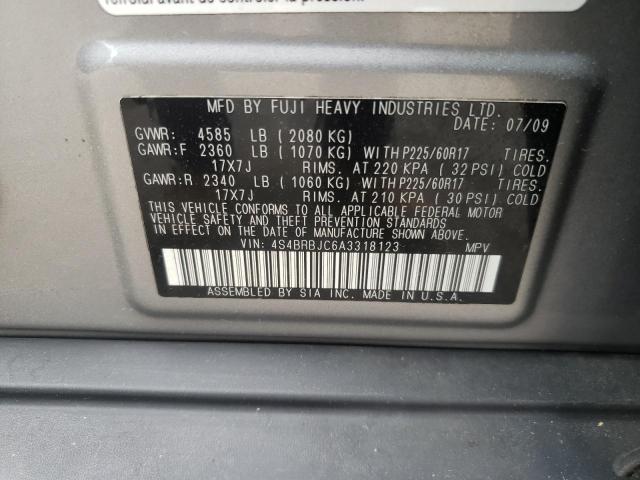 MFD BY FUJI HEAVY INDUSTRIES LTD.
DATE: 07/09
GVWR: 4585 LB ( 2080 KG)
GAWR:F 2360 LB ( 1070 KG) WITH P225/60R17 TIRES.
17X7J RIMS. AT 220 KPA ( 32 PSI) COLD
GAWR:R 2340 LB ( 1060 KG) WITH P225/60R17 TIRES.
17X7J RIMS. AT 210 KPA ( 30 PSI) COLD
THIS VEHICLE CONFORMS TO ALL APPLICABLE FEDERAL MOTOR
VEHICLE SAFETY AND THEFT PREVENTION STANDARDS
IN EFFECT ON THE DATE OF MANUFACTURE SHOWN ABOVE.
VIN: 4S4BRBJC6A3318123 MPV
ASSEMBLED BY SIA INC. MADE IN U.S.A.